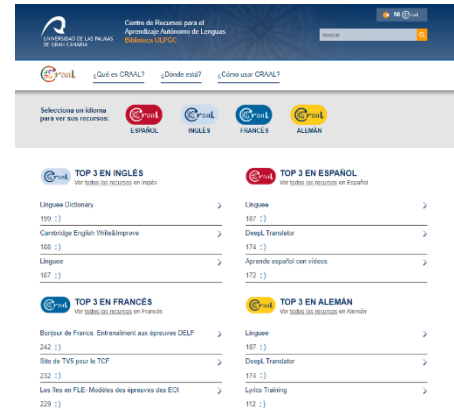 UNIVERSIDAD DE LAS PALMAS
DE GRAN CANARIA
Centro de Recursos para el
Aprendizaje Autónomo de Lenguas
Biblioteca ULPGC
MI Craal
Buscar
Craal
¿Qué es CRAAL?
¿Dónde está?
¿Cómo usar CRAAL?
Selecciona un idioma
para ver sus recursos:
Craal
Craal
Craal
Craal
ESPAÑOL
INGLÉS
FRANCÉS
ALEMÁN
Craal
TOP 3 EN INGLÉS
Ver todos los recursos en Inglés
Linguee Dictionary
199 :)
Cambridge English Write&Improve
188 :)
Linguee
187 :)
Craal
TOP 3 EN ESPAÑOL
Ver todos los recursos en Español
Linguee
187 :)
DeepL Translator
174 :)
Aprende español con vídeos
172 :)
Craal
TOP 3 EN FRANCÉS
Ver todos los recursos en Francés
Bonjour de France. Entrenaîment aux épreuves DELF
242 :)
Site de TV5 pour le TCF
232 :)
Les îles en FLE- Modèles des épreuves des EOI
229 :)
Craal
TOP 3 EN ALEMÁN
Ver todos los recursos en Alemán
Linguee
187 :)
DeepL Translator
174 :)
Lyrics Training
112 :)